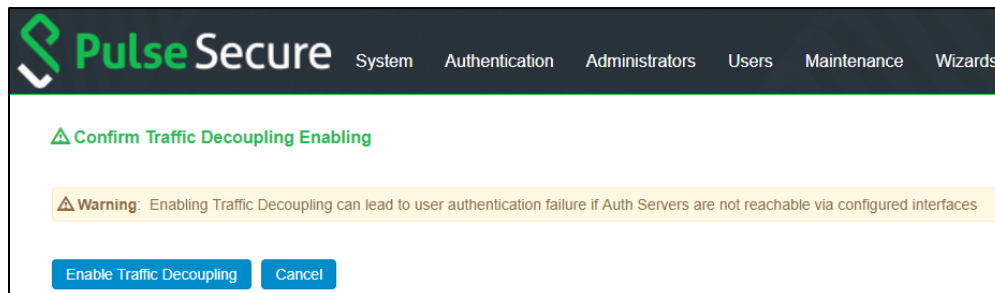 Pulse Secure System Authentication Administrators Users Maintenance Wizards
Confirm Traffic Decoupling Enabling
Warning: Enabling Traffic Decoupling can lead to user authentication failure if Auth Servers are not reachable via configured interfaces
Enable Traffic Decoupling Cancel